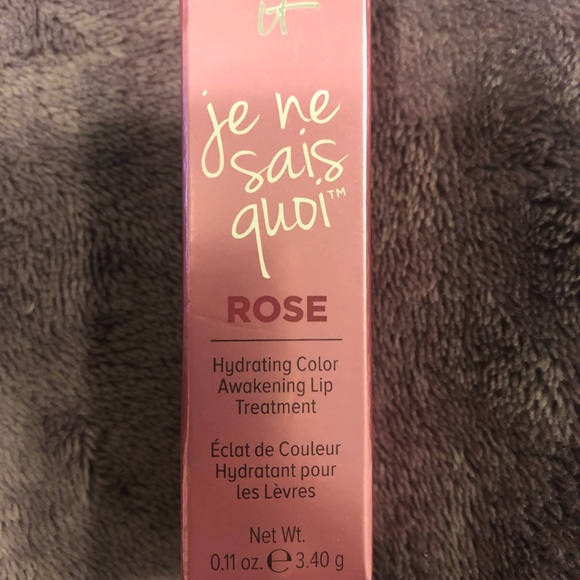 it
je ne
sais
quoi™
ROSE
Hydrating Color
Awakening Lip
Treatment
Éclat de Couleur
Hydratant pour
les Lèvres
Net Wt.
0.11 oz. ℮ 3.40 g